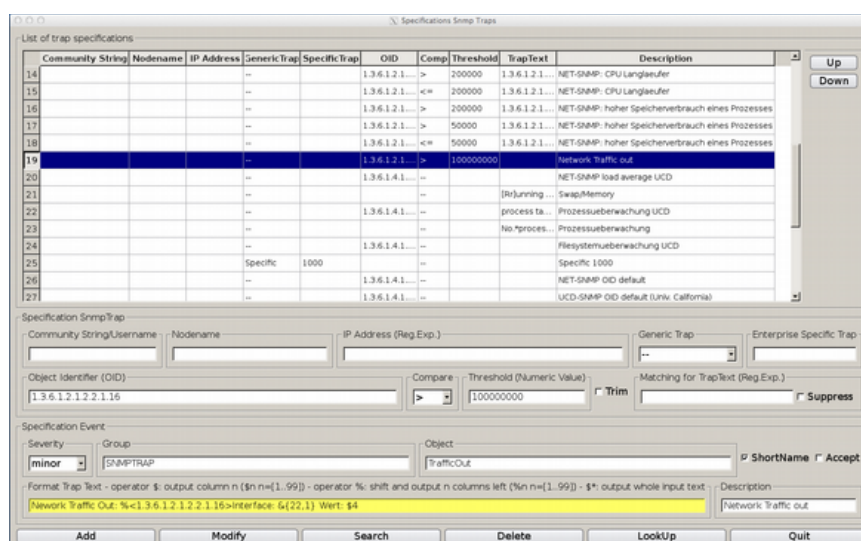 Specifications Snmp Traps
List of trap specifications
Community String Nodename IP Address GenericTrap SpecificTrap OID Comp Threshold TrapText Description
14 -- 1.3.6.1.2.1.... > 200000 1.3.6.1.2.1... NET-SNMP: CPU Langlaeufer
15 -- 1.3.6.1.2.1.... <= 200000 1.3.6.1.2.1... NET-SNMP: CPU Langlaeufer
16 -- 1.3.6.1.2.1.... > 200000 1.3.6.1.2.1... NET-SNMP: hoher Speicherverbrauch eines Prozesses
17 -- 1.3.6.1.2.1.... > 50000 1.3.6.1.2.1... NET-SNMP: hoher Speicherverbrauch eines Prozesses
18 -- 1.3.6.1.2.1.... <= 50000 1.3.6.1.2.1... NET-SNMP: hoher Speicherverbrauch eines Prozesses
19 -- 1.3.6.1.2.1.... > 100000000 Network Traffic out
20 -- 1.3.6.1.4.1.... -- NET-SNMP load average UCD
21 -- -- [Rr]unning ... Swap/Memory
22 -- 1.3.6.1.4.1.... -- process ta... Prozessueberwachung UCD
23 -- -- No.*proces... Prozessueberwachung
24 -- 1.3.6.1.4.1.... -- Filesystemueberwachung UCD
25 Specific 1000 -- Specific 1000
26 -- 1.3.6.1.4.1.... -- NET-SNMP OID default
27 -- 1.3.6.1.4.1.... -- UCD-SNMP OID default (Univ. California)
Up
Down
Specification SnmpTrap
Community String/Username Nodename IP Address (Reg.Exp.) Generic Trap Enterprise Specific Trap
--
Object Identifier (OID) Compare Threshold (Numeric Value) Matching for TrapText (Reg.Exp.)
1.3.6.1.2.1.2.2.1.16 > 100000000 Trim Suppress
Specification Event
Severity Group Object
minor SNMPTRAP TrafficOut ShortName Accept
Format Trap Text - operator $: output column n ($n n=[1..99]) - operator %: shift and output n columns left (%n n=[1..99]) - $*: output whole input text Description
Nework Traffic Out: %<1.3.6.1.2.1.2.2.1.16>Interface: &{22,1} Wert: $4 Network Traffic out
Add Modify Search Delete LookUp Quit